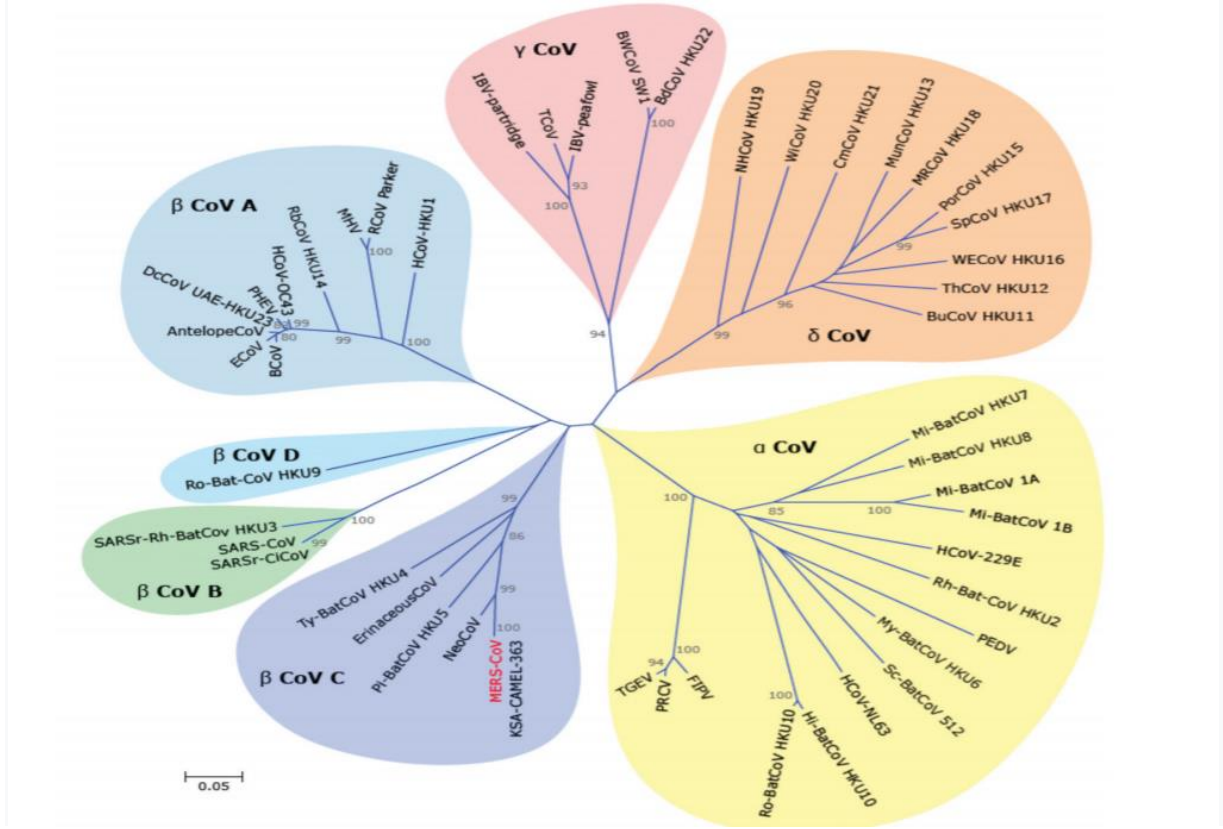 γ CoV
IBV-partridge
TCoV
IBV-peafowl
BWCoV SW1
BdCoV HKU22
100
93
100
94
NHCoV HKU19
WiCoV HKU20
CmCoV HKU21
MunCoV HKU13
MRCoV HKU18
PorCoV HKU15
SpCoV HKU17
99
WECoV HKU16
ThCoV HKU12
BuCoV HKU11
96
99
δ CoV
β CoV A
DcCoV UAE-HKU23
PHEV
HCoV-OC43
RbCoV HKU14
MHV
RCoV Parker
HCoV-HKU1
100
99
99
100
80
AntelopeCoV
ECoV
BCoV
β CoV D
Ro-Bat-CoV HKU9
SARSr-Rh-BatCov HKU3
SARS-CoV
SARSr-CiCoV
100
99
β CoV B
99
86
99
100
Ty-BatCoV HKU4
ErinaceousCoV
Pi-BatCoV HKU5
NeoCoV
MERS-CoV
KSA-CAMEL-363
β CoV C
α CoV
Mi-BatCoV HKU7
Mi-BatCoV HKU8
Mi-BatCoV 1A
Mi-BatCoV 1B
100
85
100
HCoV-229E
Rh-Bat-CoV HKU2
PEDV
My-BatCoV HKU6
Sc-BatCoV 512
HCoV-NL63
Hi-BatCoV HKU10
Ro-BatCoV HKU10
100
100
94
TGEV
PRCV
FIPV
0.05